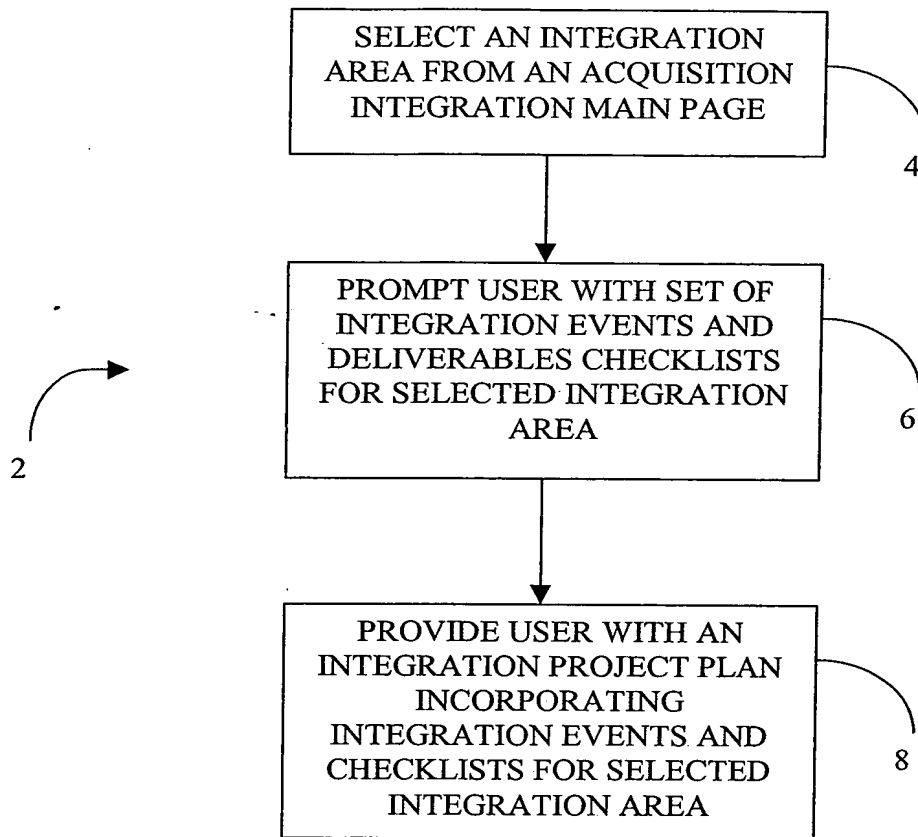 SELECT AN INTEGRATION
AREA FROM AN ACQUISITION
INTEGRATION MAIN PAGE
4
PROMPT USER WITH SET OF
INTEGRATION EVENTS AND
DELIVERABLES CHECKLISTS
FOR SELECTED INTEGRATION
AREA
6
2
PROVIDE USER WITH AN
INTEGRATION PROJECT PLAN
INCORPORATING
INTEGRATION EVENTS AND
CHECKLISTS FOR SELECTED
INTEGRATION AREA
8